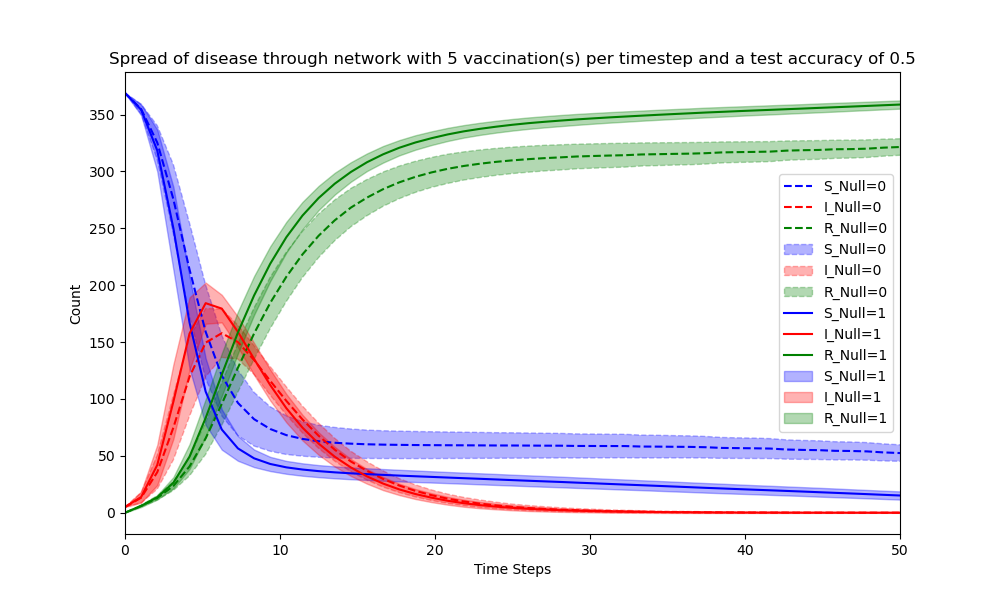 Spread of disease through network with 5 vaccination(s) per timestep and a test accuracy of 0.5
350
300
250
200
150
100
50
0
Count
S_Null=0
I_Null=0
R_Null=0
S_Null=0
I_Null=0
R_Null=0
S_Null=1
I_Null=1
R_Null=1
S_Null=1
I_Null=1
R_Null=1
0 10 20 30 40 50
Time Steps